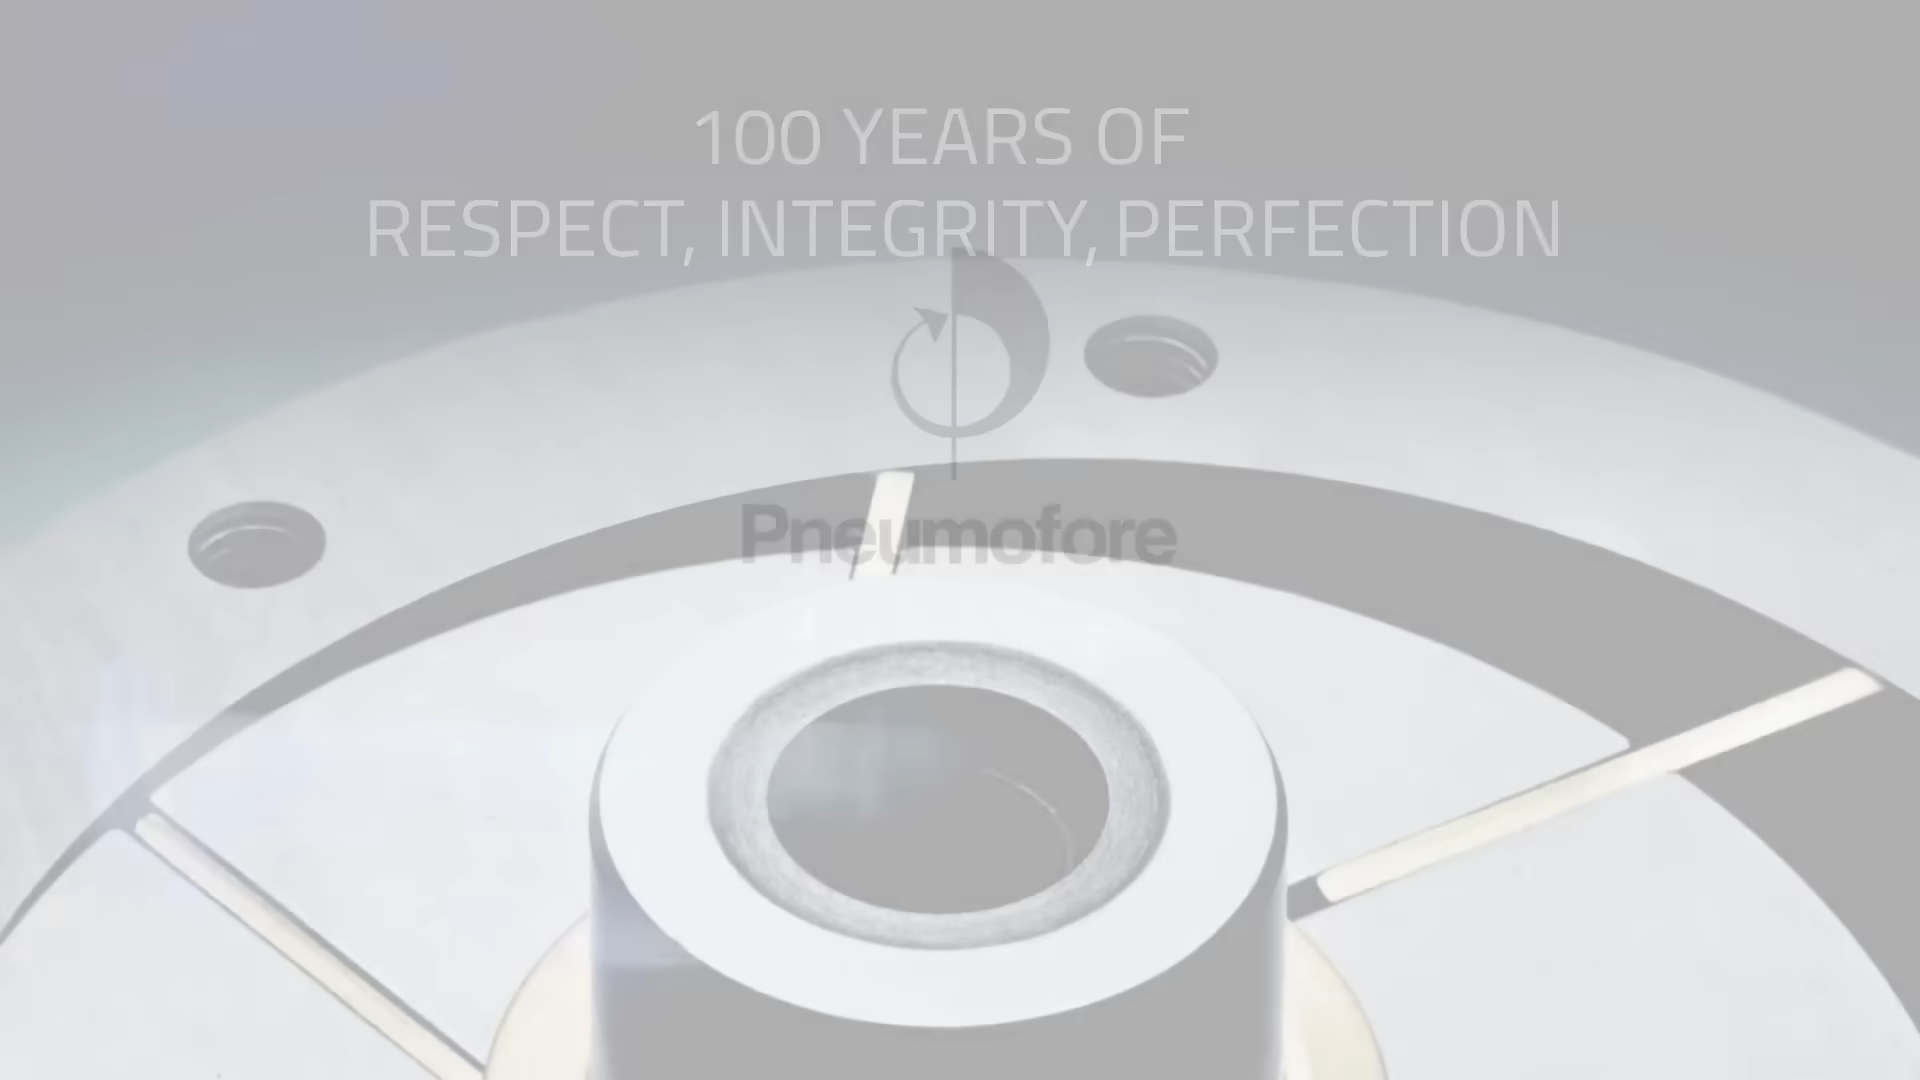 100 YEARS OF
RESPECT, INTEGRITY, PERFECTION
Pneumofore